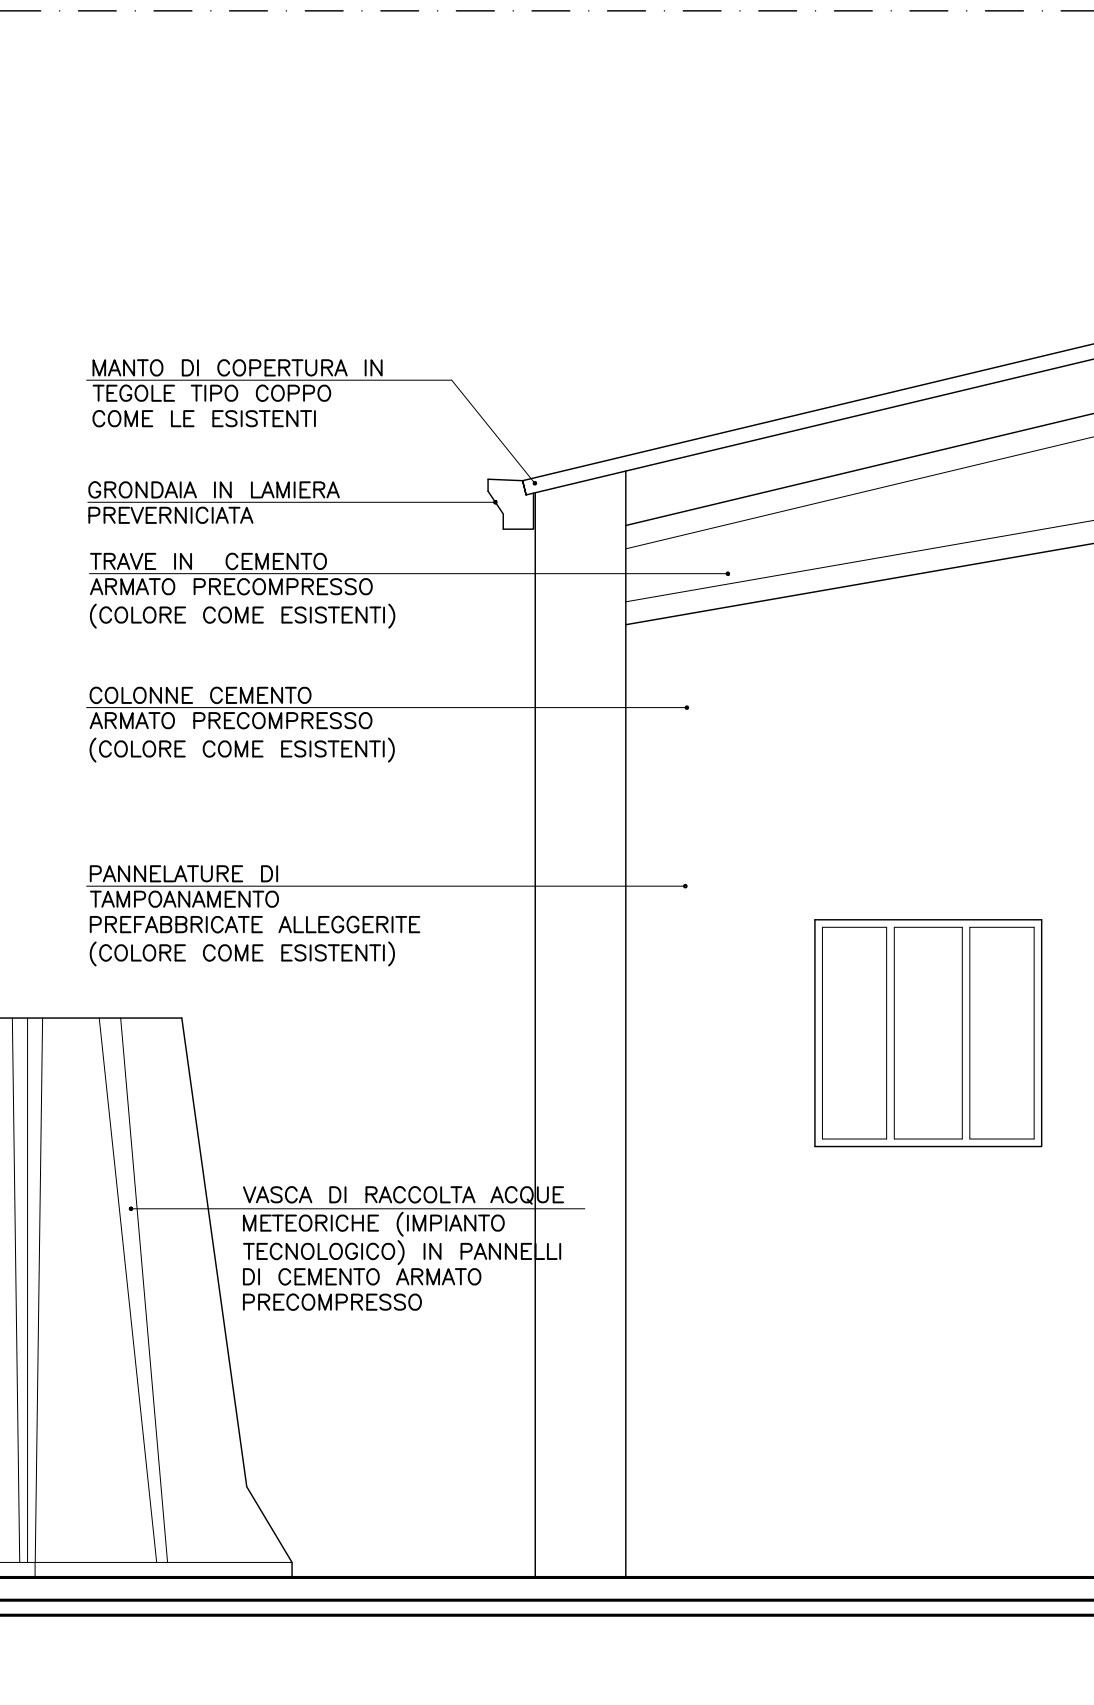 MANTO DI COPERTURA IN
TEGOLE TIPO COPPO
COME LE ESISTENTI
GRONDAIA IN LAMIERA
PREVERNICIATA
TRAVE IN CEMENTO
ARMATO PRECOMPRESSO
(COLORE COME ESISTENTI)
COLONNE CEMENTO
ARMATO PRECOMPRESSO
(COLORE COME ESISTENTI)
PANNELATURE DI
TAMPOANAMENTO
PREFABBRICATE ALLEGGERITE
(COLORE COME ESISTENTI)
VASCA DI RACCOLTA ACQUE
METEORICHE (IMPIANTO
TECNOLOGICO) IN PANNELLI
DI CEMENTO ARMATO
PRECOMPRESSO